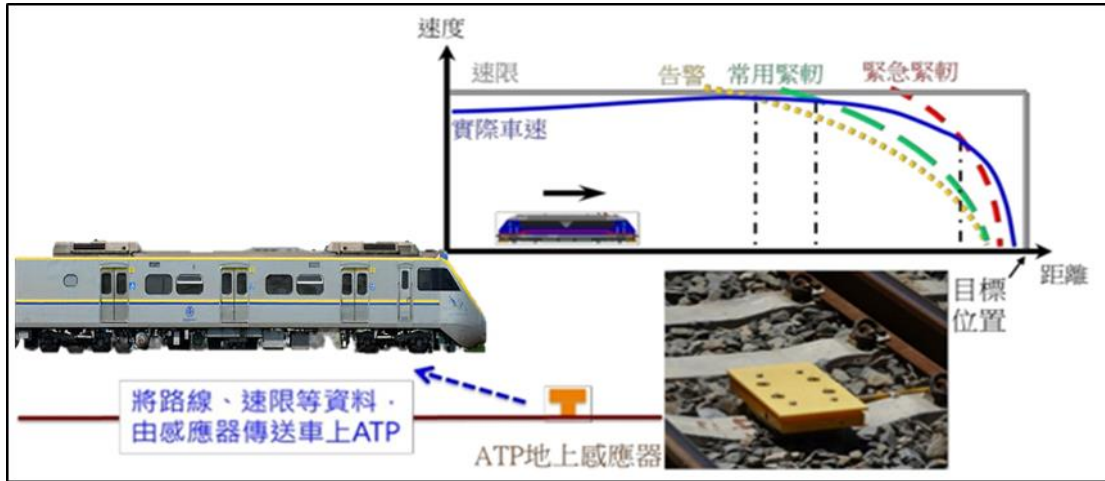 速度
速限
告警
常用緊軔
緊急緊軔
實際車速
目標
位置
距離
將路線、速限等資料，
由感應器傳送車上ATP
ATP地上感應器